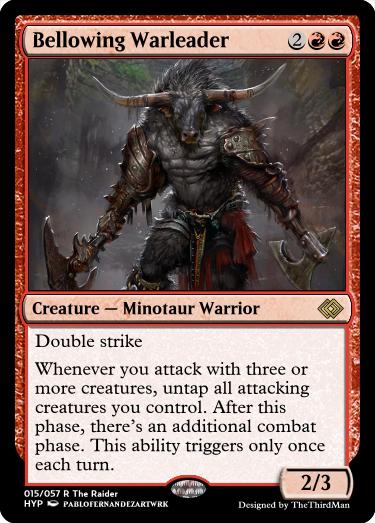 Bellowing Warleader 2
Creature — Minotaur Warrior
Double strike
Whenever you attack with three or
more creatures, untap all attacking
creatures you control. After this
phase, there's an additional combat
phase. This ability triggers only once
each turn.
2/3
015/057 R The Raider
HYP PABLOFERNANDEZARTWRK
Designed by TheThirdMan